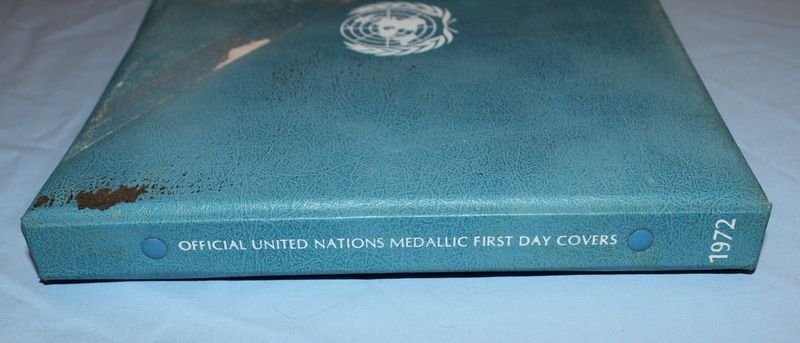 OFFICIAL UNITED NATIONS MEDALLIC FIRST DAY COVERS
1972